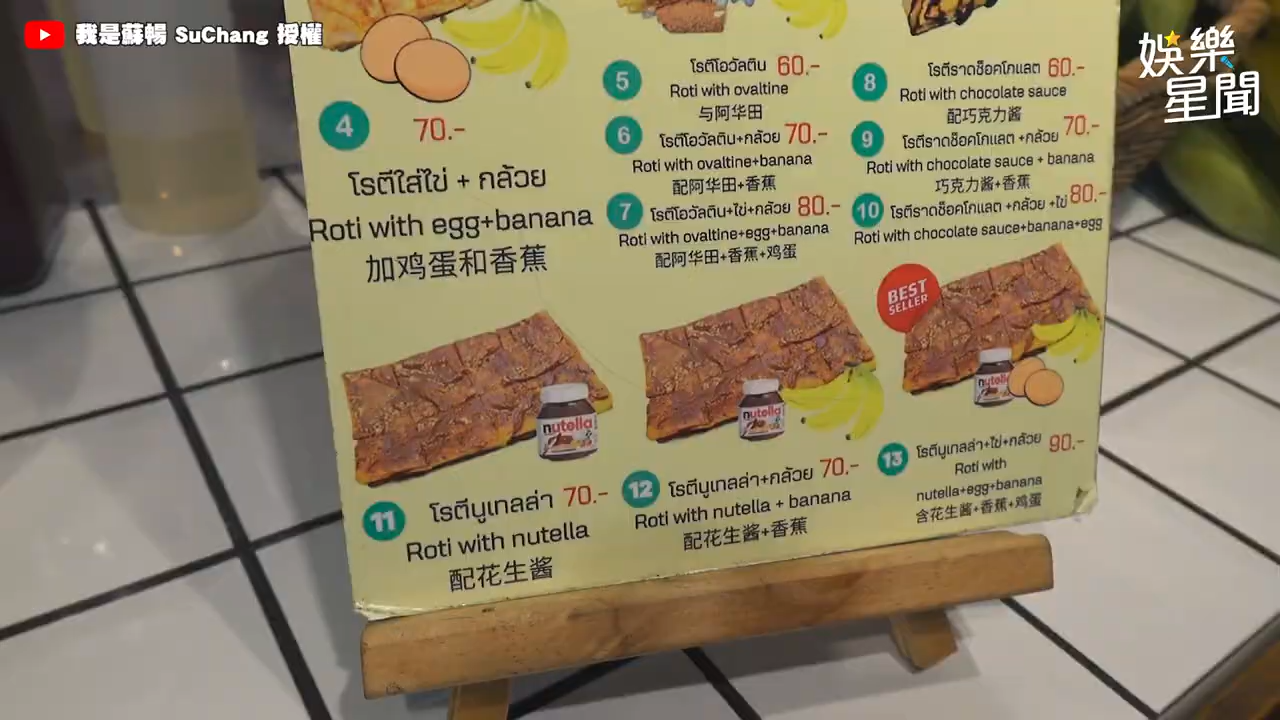 我是蘇暢 SuChang 授權
娛樂
星聞
4 70.-
โรตีใส่ไข่ + กล้วย
Roti with egg+banana
加鸡蛋和香蕉
5 โรตีโอวัลติน 60.-
Roti with ovaltine
与阿华田
6 โรตีโอวัลติน+กล้วย 70.-
Roti with ovaltine+banana
配阿华田+香蕉
7 โรตีโอวัลติน+ไข่+กล้วย 80.-
Roti with ovaltine+egg+banana
配阿华田+香蕉+鸡蛋
8 โรตีราดช็อคโกแลต 60.-
Roti with chocolate sauce
配巧克力酱
9 โรตีราดช็อคโกแลต +กล้วย 70.-
Roti with chocolate sauce + banana
巧克力酱+香蕉
10 โรตีราดช็อคโกแลต +กล้วย +ไข่ 80.-
Roti with chocolate sauce+banana+egg
nutella
11 โรตีนูเทลล่า 70.-
Roti with nutella
配花生酱
nutella
12 โรตีนูเทลล่า+กล้วย 70.-
Roti with nutella + banana
配花生酱+香蕉
BEST
SELLER
nutella
13 โรตีนูเทลล่า+ไข่+กล้วย 90.-
Roti with
nutella+egg+banana
含花生酱+香蕉+鸡蛋